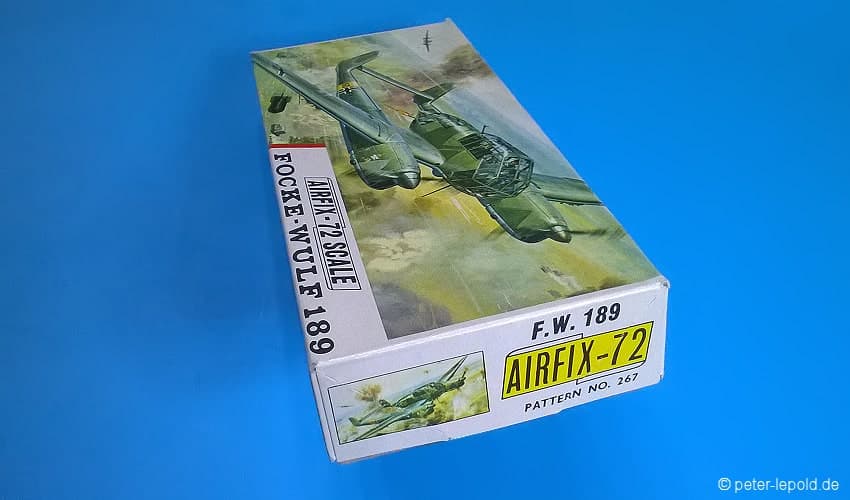 AIRFIX-72 SCALE
FOCKE-WULF 189
F.W. 189
AIRFIX-72
PATTERN NO. 267
© peter-lepold.de